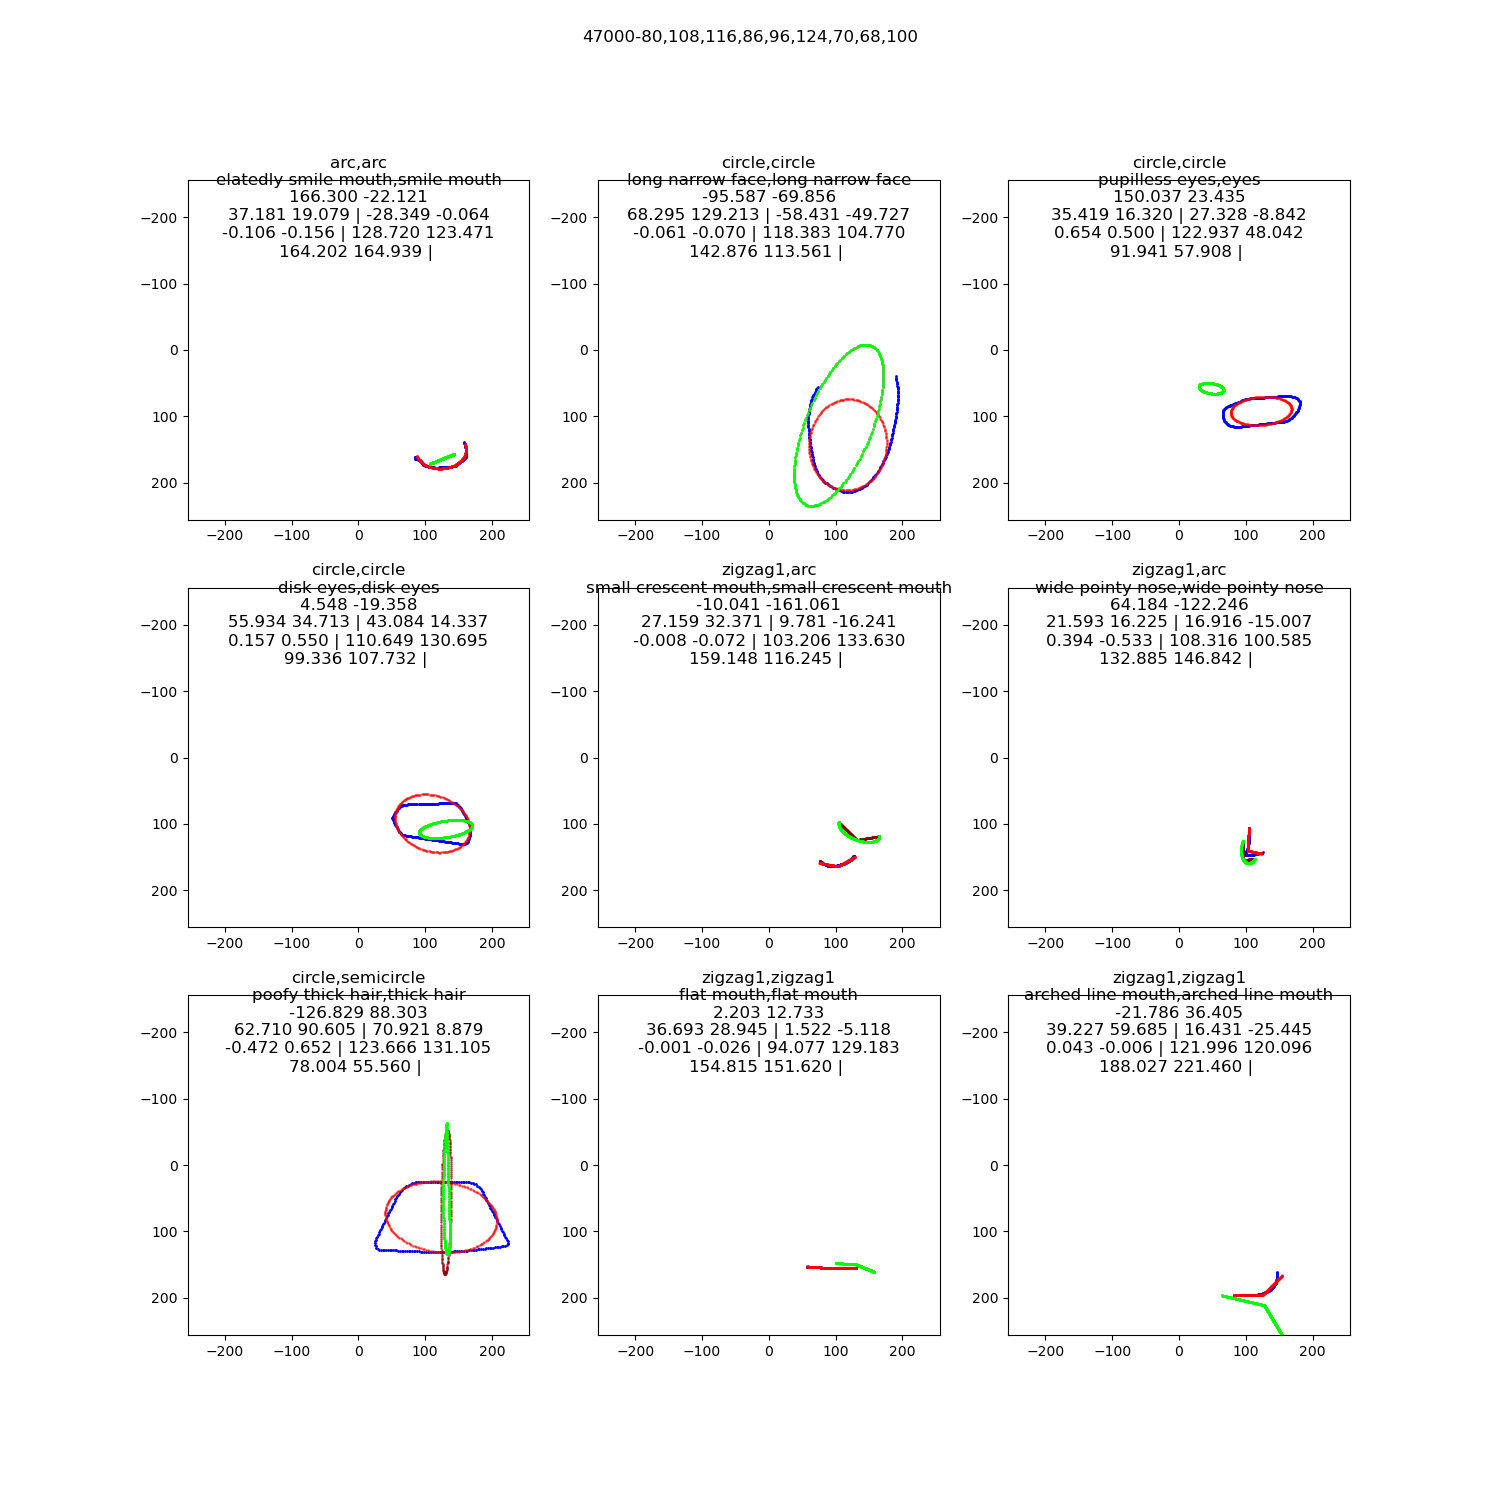 47000-80,108,116,86,96,124,70,68,100
arc,arc
elatedly smile mouth,smile mouth
166.300 -22.121
37.181 19.079 | -28.349 -0.064
-0.106 -0.156 | 128.720 123.471
164.202 164.939 |
−200
−100
0
100
200
−200 −100 0 100 200
circle,circle
long narrow face,long narrow face
-95.587 -69.856
68.295 129.213 | -58.431 -49.727
-0.061 -0.070 | 118.383 104.770
142.876 113.561 |
−200
−100
0
100
200
−200 −100 0 100 200
circle,circle
pupilless eyes,eyes
150.037 23.435
35.419 16.320 | 27.328 -8.842
0.654 0.500 | 122.937 48.042
91.941 57.908 |
−200
−100
0
100
200
−200 −100 0 100 200
circle,circle
disk eyes,disk eyes
4.548 -19.358
55.934 34.713 | 43.084 14.337
0.157 0.550 | 110.649 130.695
99.336 107.732 |
−200
−100
0
100
200
−200 −100 0 100 200
zigzag1,arc
small crescent mouth,small crescent mouth
-10.041 -161.061
27.159 32.371 | 9.781 -16.241
-0.008 -0.072 | 103.206 133.630
159.148 116.245 |
−200
−100
0
100
200
−200 −100 0 100 200
zigzag1,arc
wide pointy nose,wide pointy nose
64.184 -122.246
21.593 16.225 | 16.916 -15.007
0.394 -0.533 | 108.316 100.585
132.885 146.842 |
−200
−100
0
100
200
−200 −100 0 100 200
circle,semicircle
poofy thick hair,thick hair
-126.829 88.303
62.710 90.605 | 70.921 8.879
-0.472 0.652 | 123.666 131.105
78.004 55.560 |
−200
−100
0
100
200
−200 −100 0 100 200
zigzag1,zigzag1
flat mouth,flat mouth
2.203 12.733
36.693 28.945 | 1.522 -5.118
-0.001 -0.026 | 94.077 129.183
154.815 151.620 |
−200
−100
0
100
200
−200 −100 0 100 200
zigzag1,zigzag1
arched line mouth,arched line mouth
-21.786 36.405
39.227 59.685 | 16.431 -25.445
0.043 -0.006 | 121.996 120.096
188.027 221.460 |
−200
−100
0
100
200
−200 −100 0 100 200